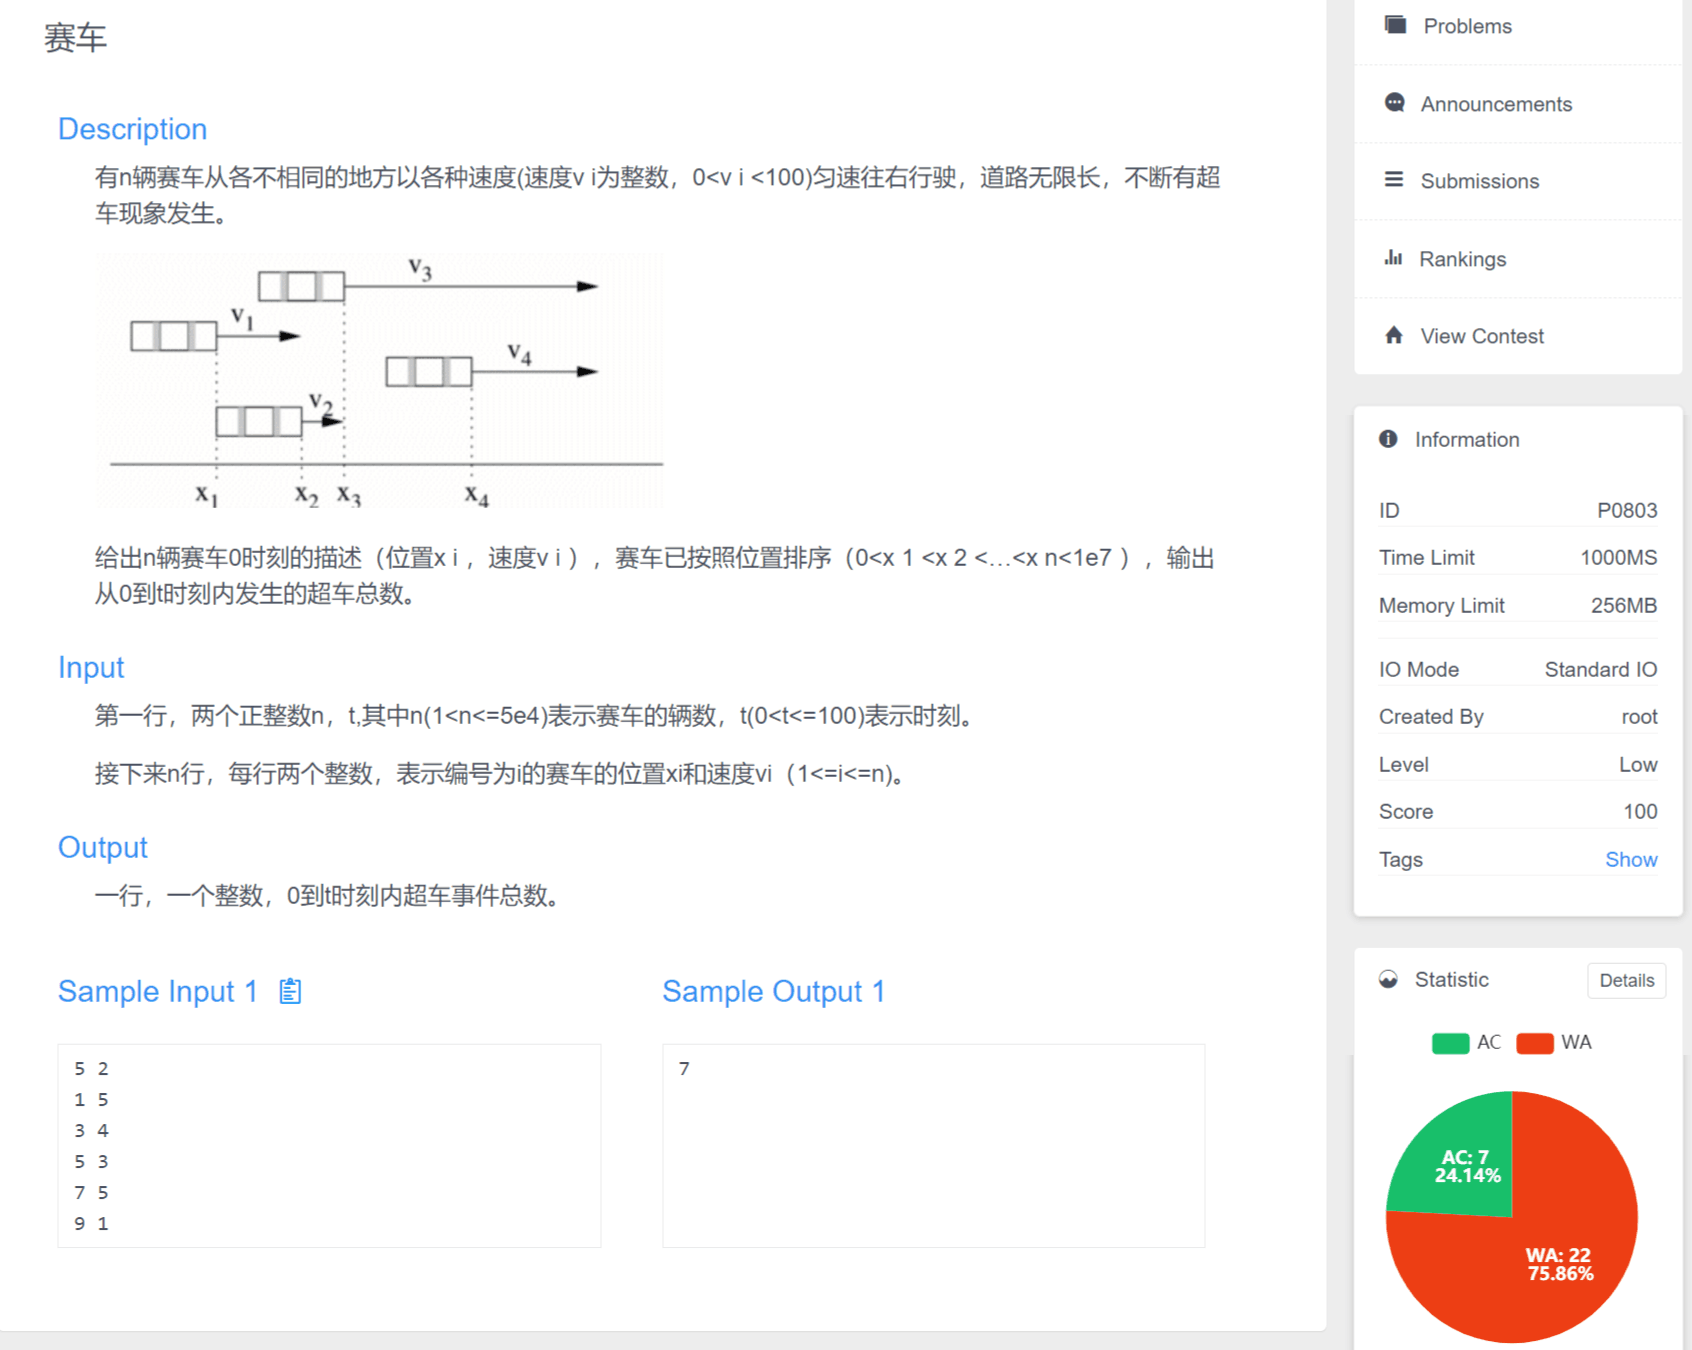 赛车
Description
有n辆赛车从各不相同的地方以各种速度(速度v i为整数，0<v i <100)匀速往右行驶，道路无限长，不断有超
车现象发生。
v3
v1
v4
v2
x1 x2 x3 x4
给出n辆赛车0时刻的描述（位置x i ，速度v i ），赛车已按照位置排序（0<x 1 <x 2 <…<x n<1e7 ），输出
从0到t时刻内发生的超车总数。
Input
第一行，两个正整数n，t,其中n(1<n<=5e4)表示赛车的辆数，t(0<t<=100)表示时刻。
接下来n行，每行两个整数，表示编号为i的赛车的位置xi和速度vi（1<=i<=n)。
Output
一行，一个整数，0到t时刻内超车事件总数。
Sample Input 1
5 2
1 5
3 4
5 3
7 5
9 1
Sample Output 1
7
Problems
Announcements
Submissions
Rankings
View Contest
Information
ID P0803
Time Limit 1000MS
Memory Limit 256MB
IO Mode Standard IO
Created By root
Level Low
Score 100
Tags Show
Statistic Details
AC WA
AC: 7
24.14%
WA: 22
75.86%